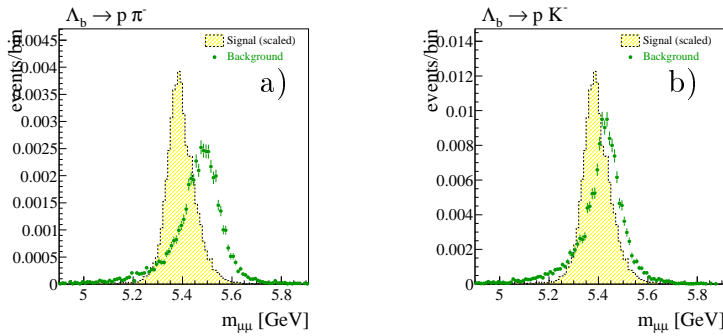 Λb → p π-
events/bin
0.0045
0.004
0.0035
0.003
0.0025
0.002
0.0015
0.001
0.0005
0
Signal (scaled)
Background
a)
5
5.2
5.4
5.6
5.8
mμμ [GeV]
Λb → p K-
events/bin
0.014
0.012
0.01
0.008
0.006
0.004
0.002
0
Signal (scaled)
Background
b)
5
5.2
5.4
5.6
5.8
mμμ [GeV]